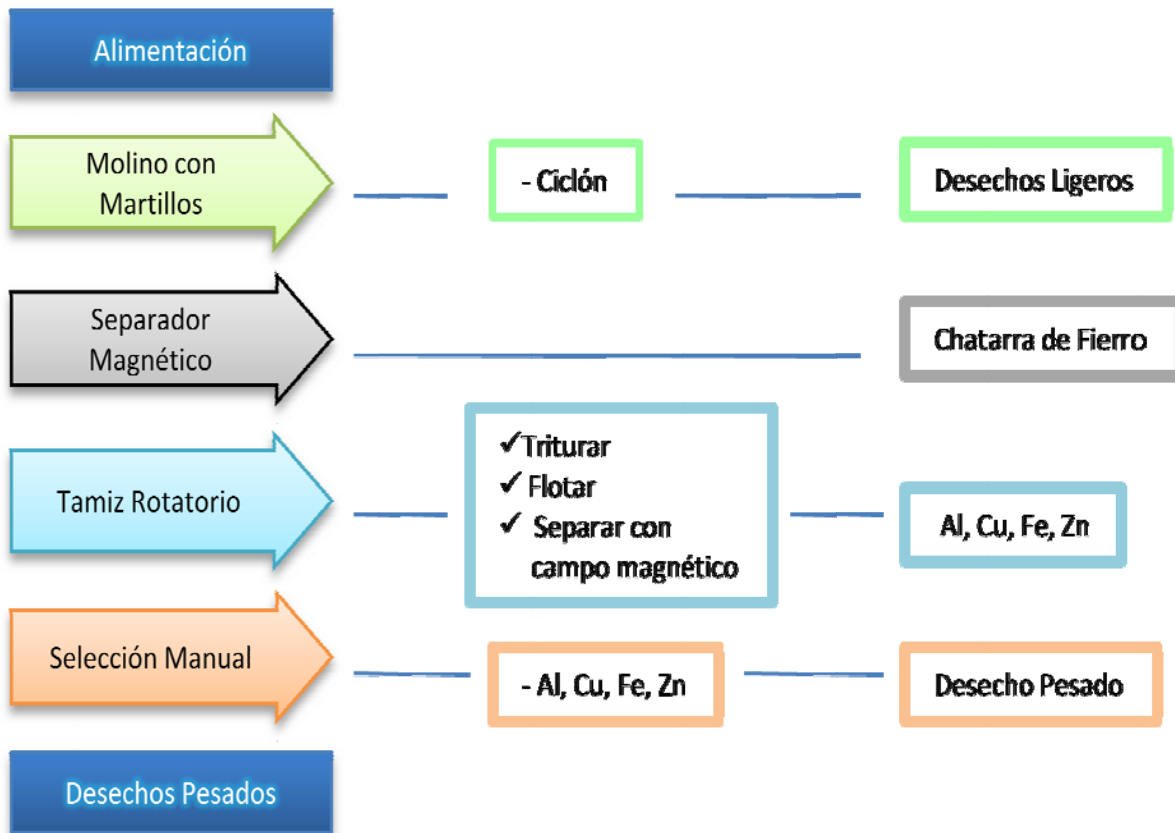 Alimentación
Molino con
Martillos
- Ciclón
Desechos Ligeros
Separador
Magnético
Chatarra de Fierro
Tamiz Rotatorio
✓Triturar
✓ Flotar
✓ Separar con
campo magnético
Al, Cu, Fe, Zn
Selección Manual
- Al, Cu, Fe, Zn
Desecho Pesado
Desechos Pesados